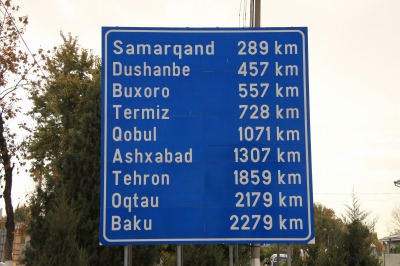 Samarqand 289 km
Dushanbe 457 km
Buxoro 557 km
Termiz 728 km
Qobul 1071 km
Ashxabad 1307 km
Tehron 1859 km
Oqtau 2179 km
Baku 2279 km